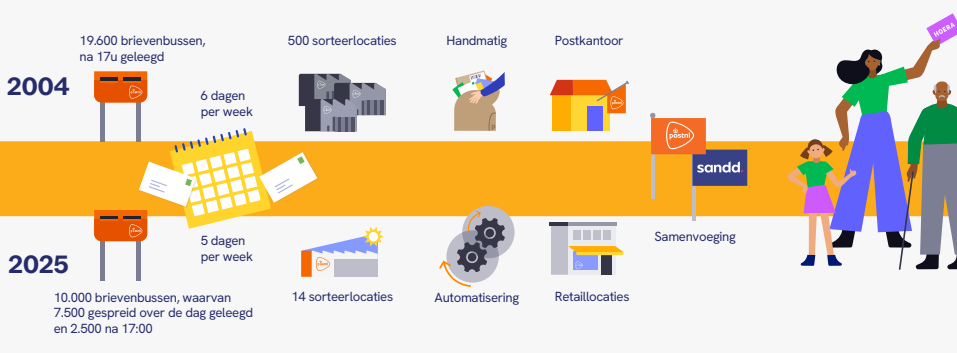 19.600 brievenbussen,
na 17u geleegd
500 sorteerlocaties
Handmatig
Postkantoor
HOERA
2004
6 dagen
per week
postnl
sandd.
5 dagen
per week
Samenvoeging
2025
10.000 brievenbussen, waarvan
7.500 gespreid over de dag geleegd
en 2.500 na 17:00
14 sorteerlocaties
Automatisering
Retaillocaties